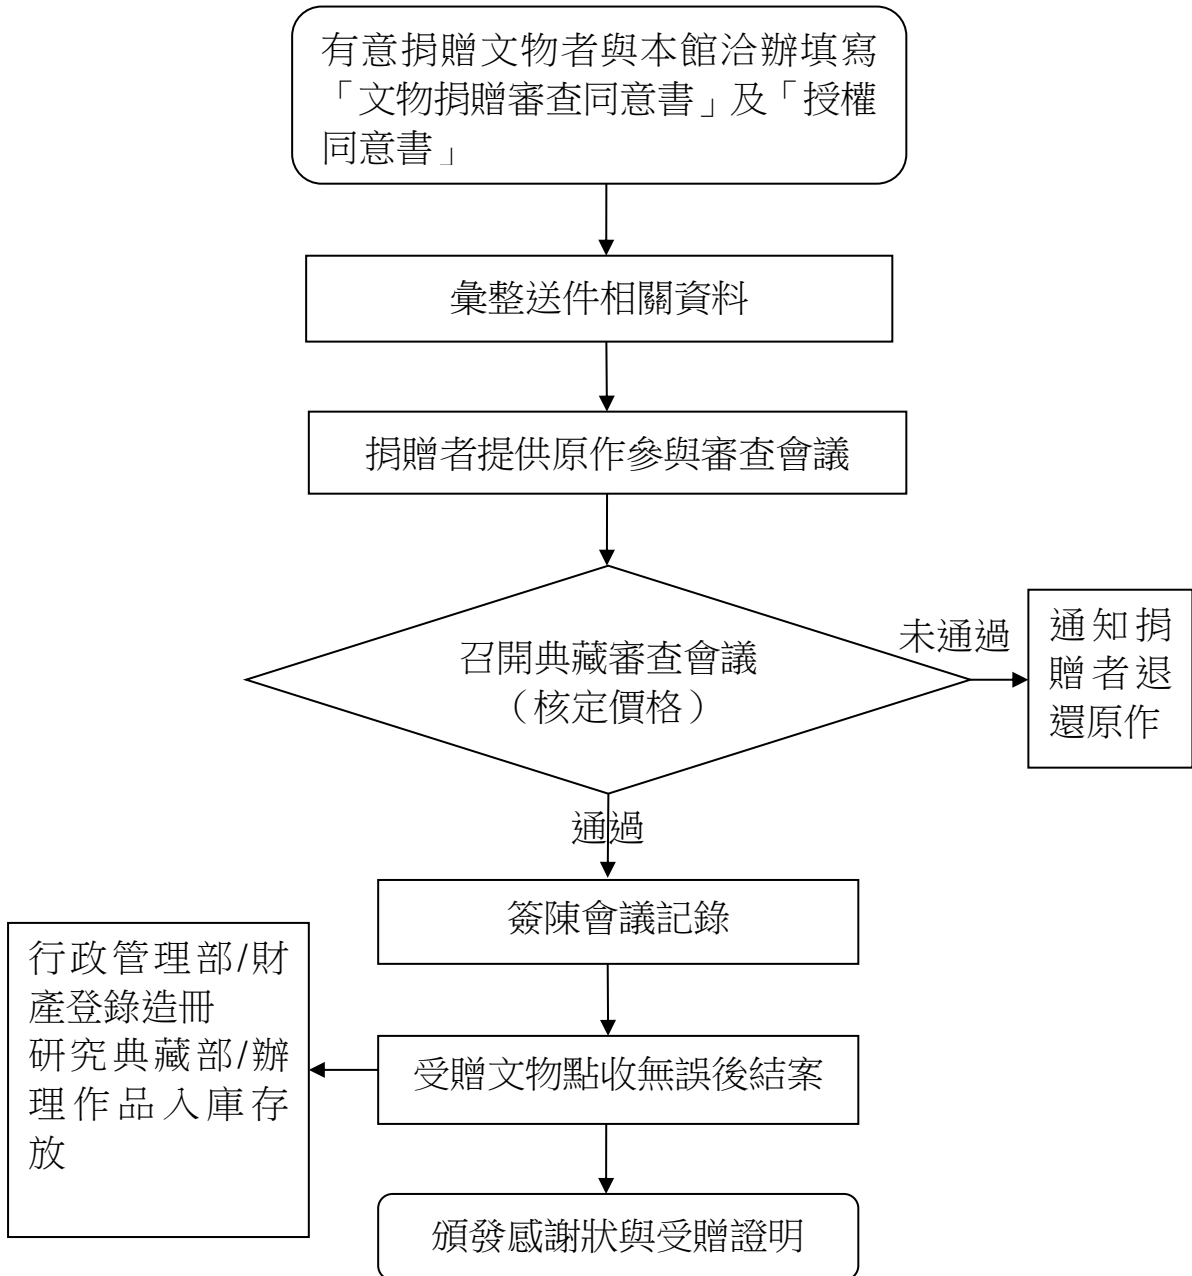 有意捐贈文物者與本館洽辦填寫
「文物捐贈審查同意書」及「授權
同意書」
彙整送件相關資料
捐贈者提供原作參與審查會議
召開典藏審查會議
（核定價格）
未通過
通知捐
贈者退
還原作
通過
簽陳會議記錄
行政管理部/財
產登錄造冊
研究典藏部/辦
理作品入庫存
放
受贈文物點收無誤後結案
頒發感謝狀與受贈證明